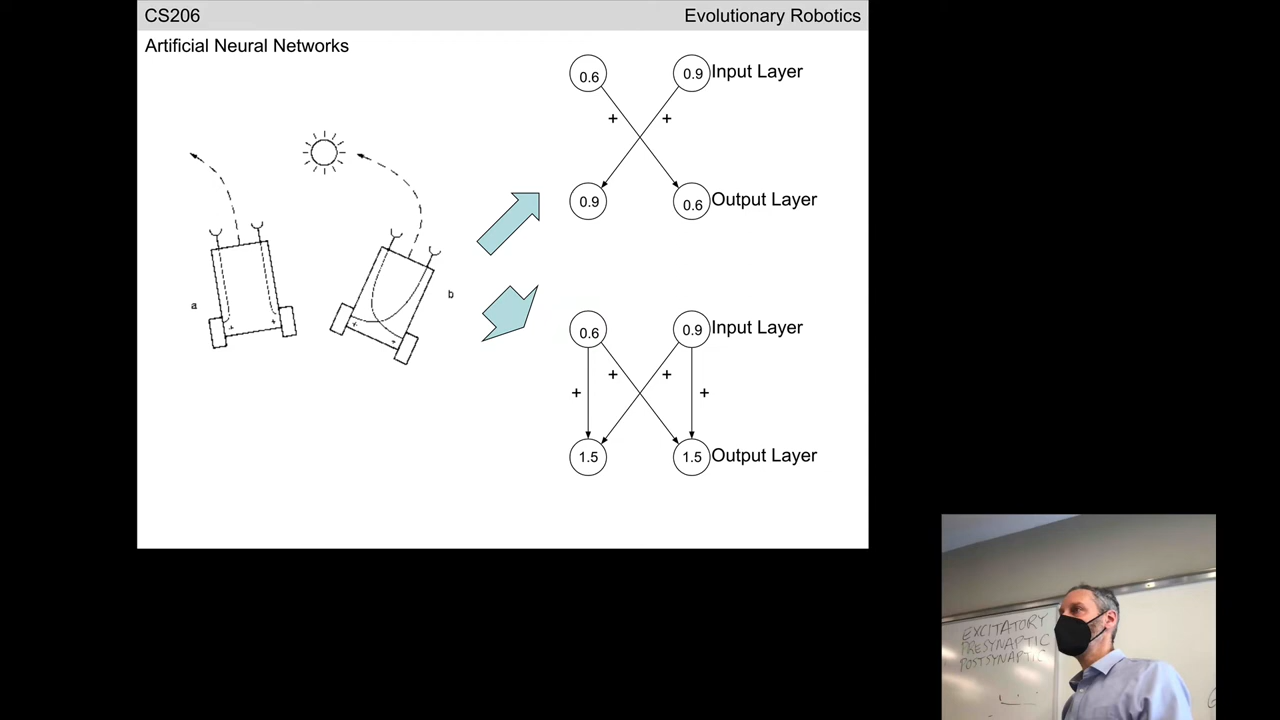 CS206
Evolutionary Robotics
Artificial Neural Networks
0.6
0.9
Input Layer
+
+
0.9
0.6
Output Layer
a
b
0.6
0.9
Input Layer
+
+
+
+
1.5
1.5
Output Layer
+
+
+
+
EXCITATORY
PRESYNAPTIC
POSTSYNAPTIC